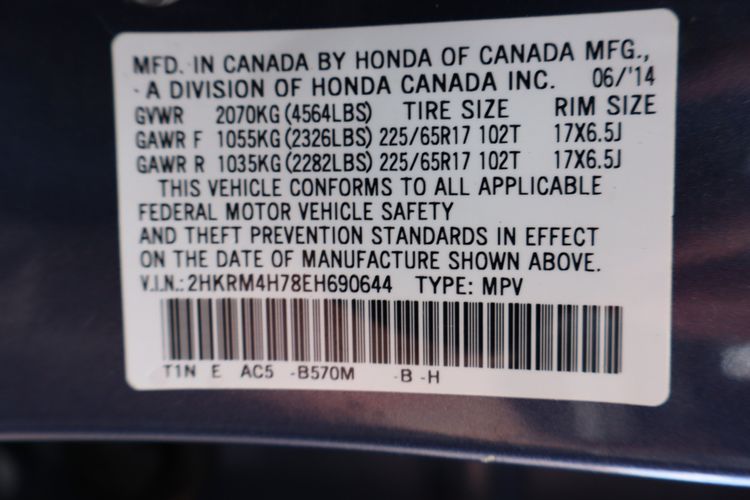 MFD. IN CANADA BY HONDA OF CANADA MFG.,
A DIVISION OF HONDA CANADA INC. 06/'14
GVWR 2070KG (4564LBS) TIRE SIZE RIM SIZE
GAWR F 1055KG (2326LBS) 225/65R17 102T 17X6.5J
GAWR R 1035KG (2282LBS) 225/65R17 102T 17X6.5J
THIS VEHICLE CONFORMS TO ALL APPLICABLE
FEDERAL MOTOR VEHICLE SAFETY
AND THEFT PREVENTION STANDARDS IN EFFECT
ON THE DATE OF MANUFACTURE SHOWN ABOVE.
V.I.N.: 2HKRM4H78EH690644 TYPE: MPV
T1N E AC5 -B570M -B -H